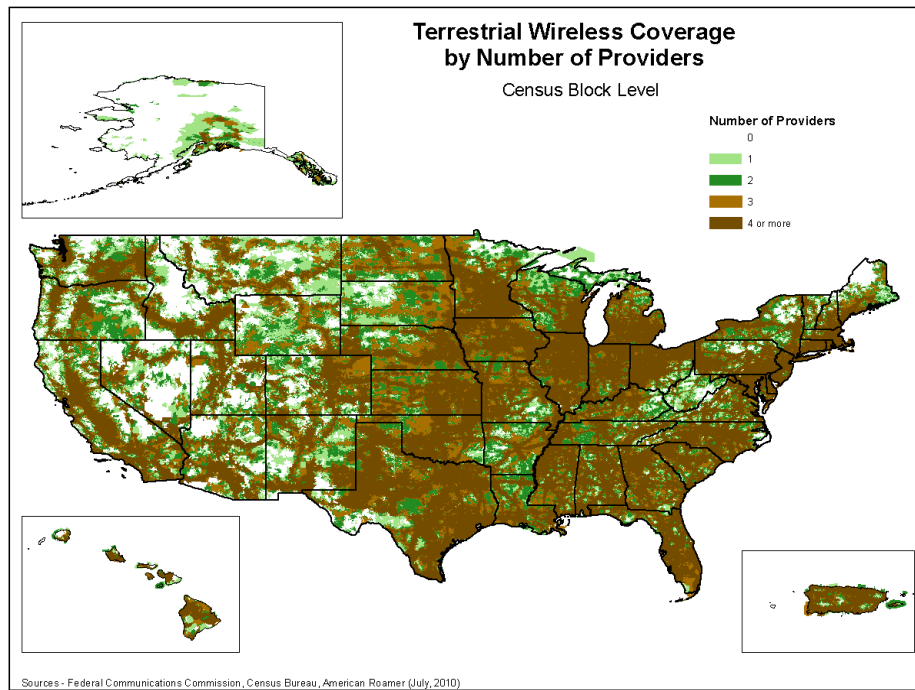 Terrestrial Wireless Coverage
by Number of Providers
Census Block Level
Number of Providers
0
1
2
3
4 or more
Sources - Federal Communications Commission, Census Bureau, American Roamer (July, 2010)